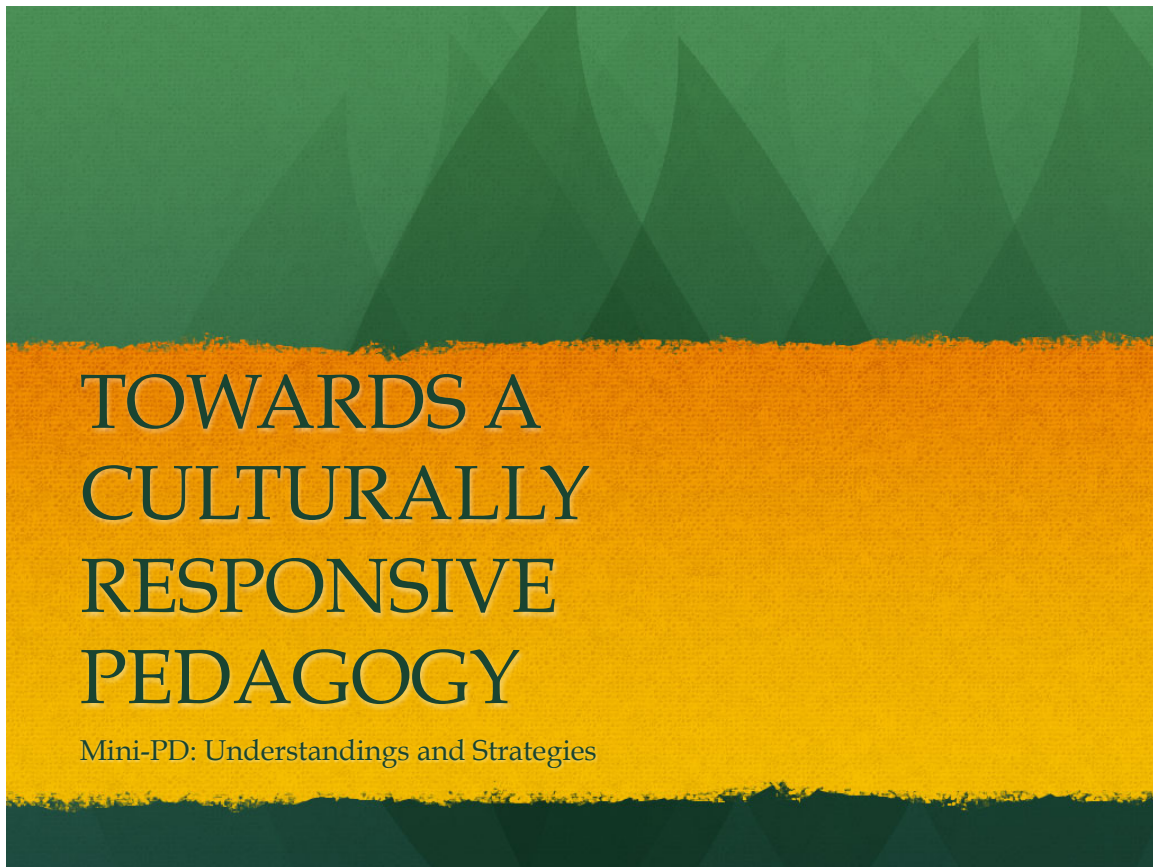 TOWARDS A
CULTURALLY
RESPONSIVE
PEDAGOGY
Mini-PD: Understandings and Strategies